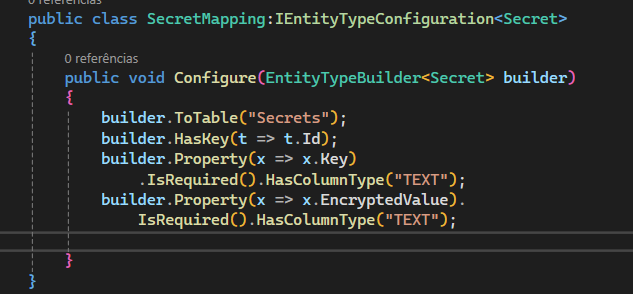 0 referências
public class SecretMapping:IEntityTypeConfiguration<Secret>
{
0 referências
public void Configure(EntityTypeBuilder<Secret> builder)
{
builder.ToTable("Secrets");
builder.HasKey(t => t.Id);
builder.Property(x => x.Key)
.IsRequired().HasColumnType("TEXT");
builder.Property(x => x.EncryptedValue).
IsRequired().HasColumnType("TEXT");
}
}